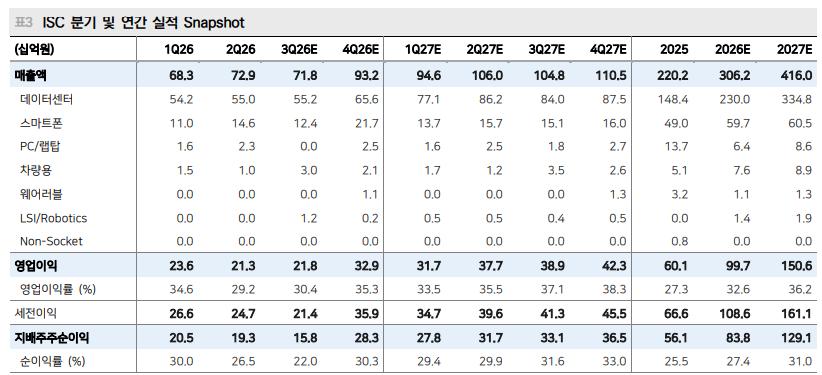 표3 ISC 분기 및 연간 실적 Snapshot
(십억원) 1Q26 2Q26 3Q26E 4Q26E 1Q27E 2Q27E 3Q27E 4Q27E 2025 2026E 2027E
매출액 68.3 72.9 71.8 93.2 94.6 106.0 104.8 110.5 220.2 306.2 416.0
데이터센터 54.2 55.0 55.2 65.6 77.1 86.2 84.0 87.5 148.4 230.0 334.8
스마트폰 11.0 14.6 12.4 21.7 13.7 15.7 15.1 16.0 49.0 59.7 60.5
PC/랩탑 1.6 2.3 0.0 2.5 1.6 2.5 1.8 2.7 13.7 6.4 8.6
차량용 1.5 1.0 3.0 2.1 1.7 1.2 3.5 2.6 5.1 7.6 8.9
웨어러블 0.0 0.0 0.0 1.1 0.0 0.0 0.0 1.3 3.2 1.1 1.3
LSI/Robotics 0.0 0.0 1.2 0.2 0.5 0.5 0.4 0.5 0.0 1.4 1.9
Non-Socket 0.0 0.0 0.0 0.0 0.0 0.0 0.0 0.0 0.8 0.0 0.0
영업이익 23.6 21.3 21.8 32.9 31.7 37.7 38.9 42.3 60.1 99.7 150.6
영업이익률 (%) 34.6 29.2 30.4 35.3 33.5 35.5 37.1 38.3 27.3 32.6 36.2
세전이익 26.6 24.7 21.4 35.9 34.7 39.6 41.3 45.5 66.6 108.6 161.1
지배주주순이익 20.5 19.3 15.8 28.3 27.8 31.7 33.1 36.5 56.1 83.8 129.1
순이익률 (%) 30.0 26.5 22.0 30.3 29.4 29.9 31.6 33.0 25.5 27.4 31.0